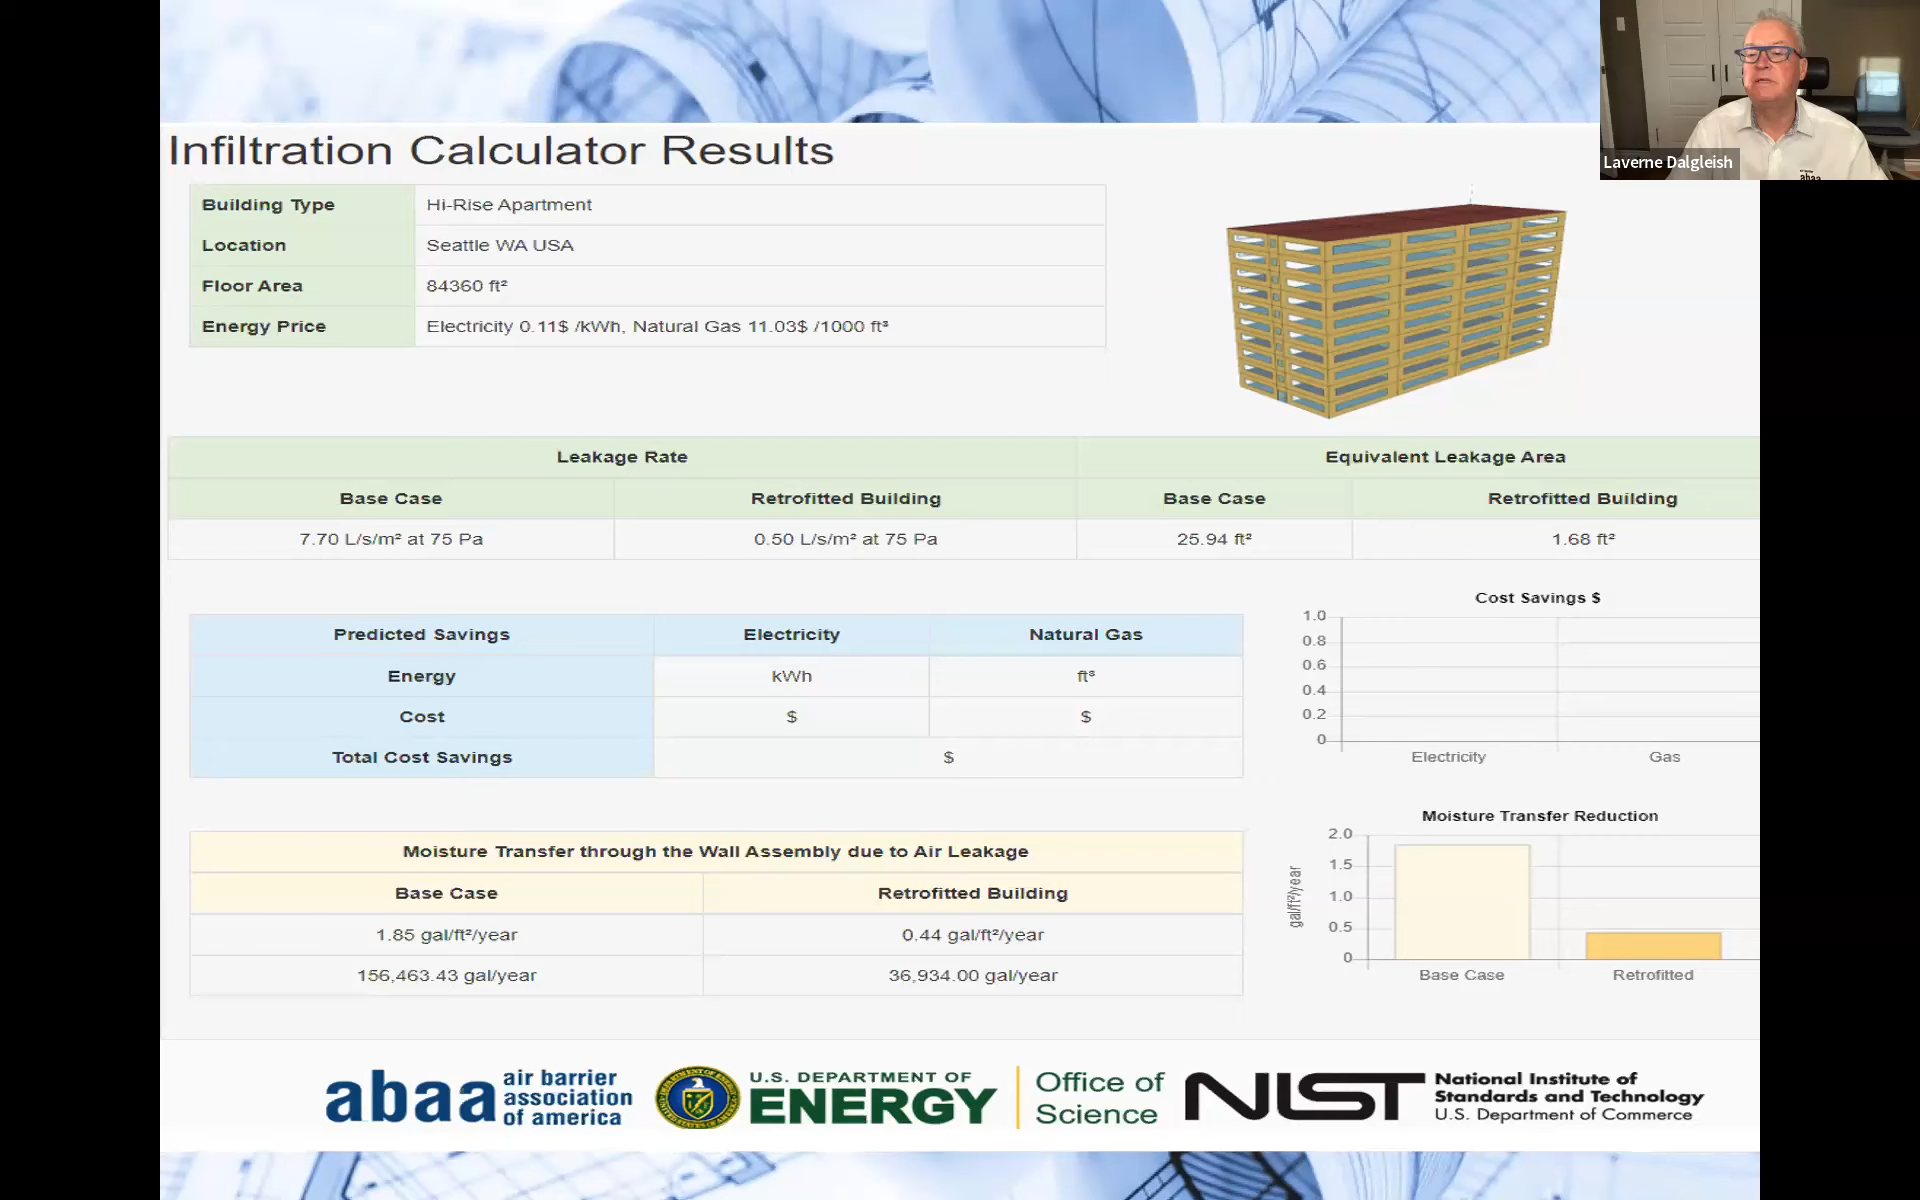 Laverne Dalgleish
abaa
Infiltration Calculator Results
Building Type Hi-Rise Apartment
Location Seattle WA USA
Floor Area 84360 ft²
Energy Price Electricity 0.11$ /kWh, Natural Gas 11.03$ /1000 ft³
Leakage Rate Equivalent Leakage Area
Base Case Retrofitted Building Base Case Retrofitted Building
7.70 L/s/m² at 75 Pa 0.50 L/s/m² at 75 Pa 25.94 ft² 1.68 ft²
Predicted Savings Electricity Natural Gas
Energy kWh ft³
Cost $ $
Total Cost Savings $
Cost Savings $
1.0
0.8
0.6
0.4
0.2
0
Electricity Gas
Moisture Transfer through the Wall Assembly due to Air Leakage
Base Case Retrofitted Building
1.85 gal/ft²/year 0.44 gal/ft²/year
156,463.43 gal/year 36,934.00 gal/year
Moisture Transfer Reduction
gal/ft²/year
2.0
1.5
1.0
0.5
0
Base Case Retrofitted
abaa air barrier
association
of america
U.S. DEPARTMENT OF
ENERGY
Office of
Science
NIST
National Institute of
Standards and Technology
U.S. Department of Commerce